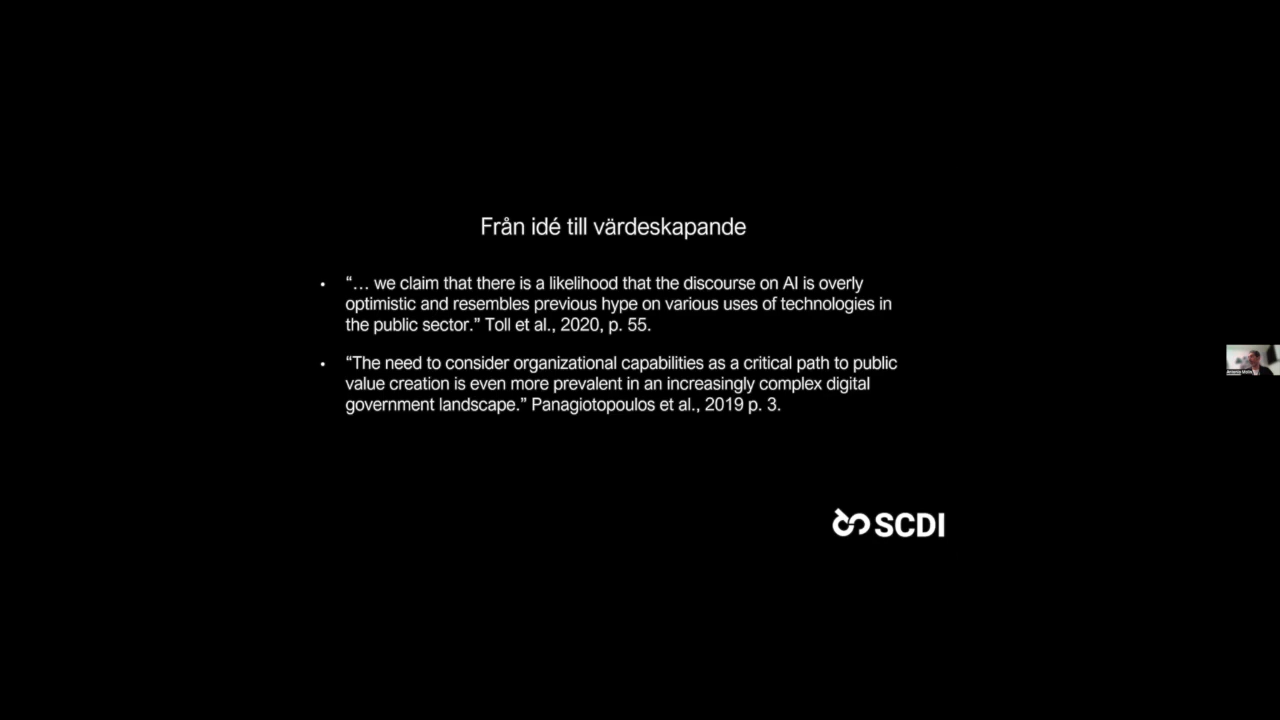 Från idé till värdeskapande
• “… we claim that there is a likelihood that the discourse on AI is overly
optimistic and resembles previous hype on various uses of technologies in
the public sector.” Toll et al., 2020, p. 55.
• “The need to consider organizational capabilities as a critical path to public
value creation is even more prevalent in an increasingly complex digital
government landscape.” Panagiotopoulos et al., 2019 p. 3.
SCDI